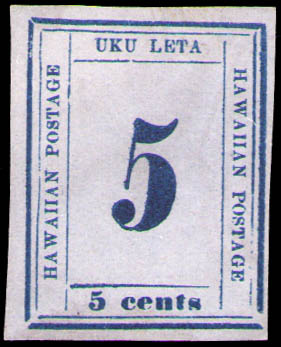 UKU LETA
HAWAIIAN POSTAGE
5
HAWAIIAN POSTAGE
5 cents